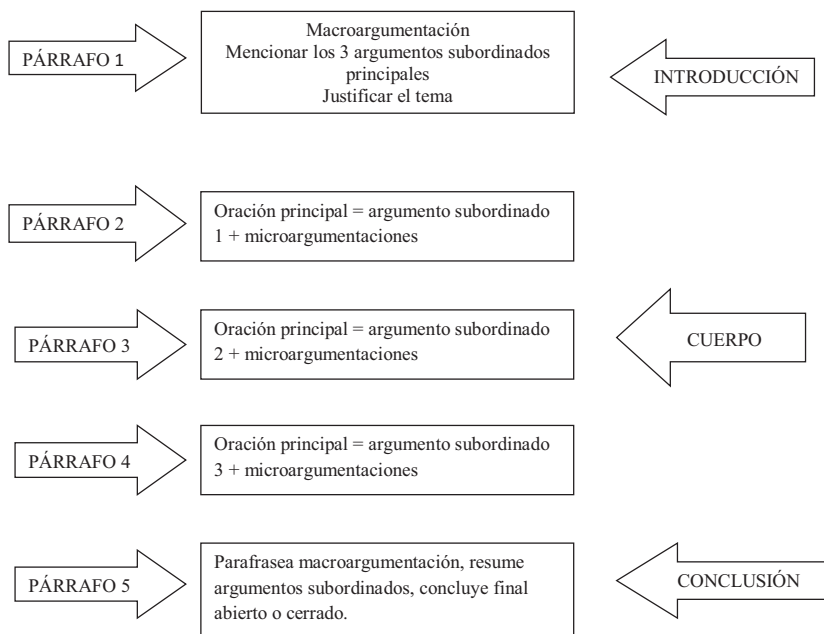 PÁRRAFO 1
Macroargumentación
Mencionar los 3 argumentos subordinados
principales
Justificar el tema
INTRODUCCIÓN
PÁRRAFO 2
Oración principal = argumento subordinado
1 + microargumentaciones
PÁRRAFO 3
Oración principal = argumento subordinado
2 + microargumentaciones
CUERPO
PÁRRAFO 4
Oración principal = argumento subordinado
3 + microargumentaciones
PÁRRAFO 5
Parafrasea macroargumentación, resume
argumentos subordinados, concluye final
abierto o cerrado.
CONCLUSIÓN